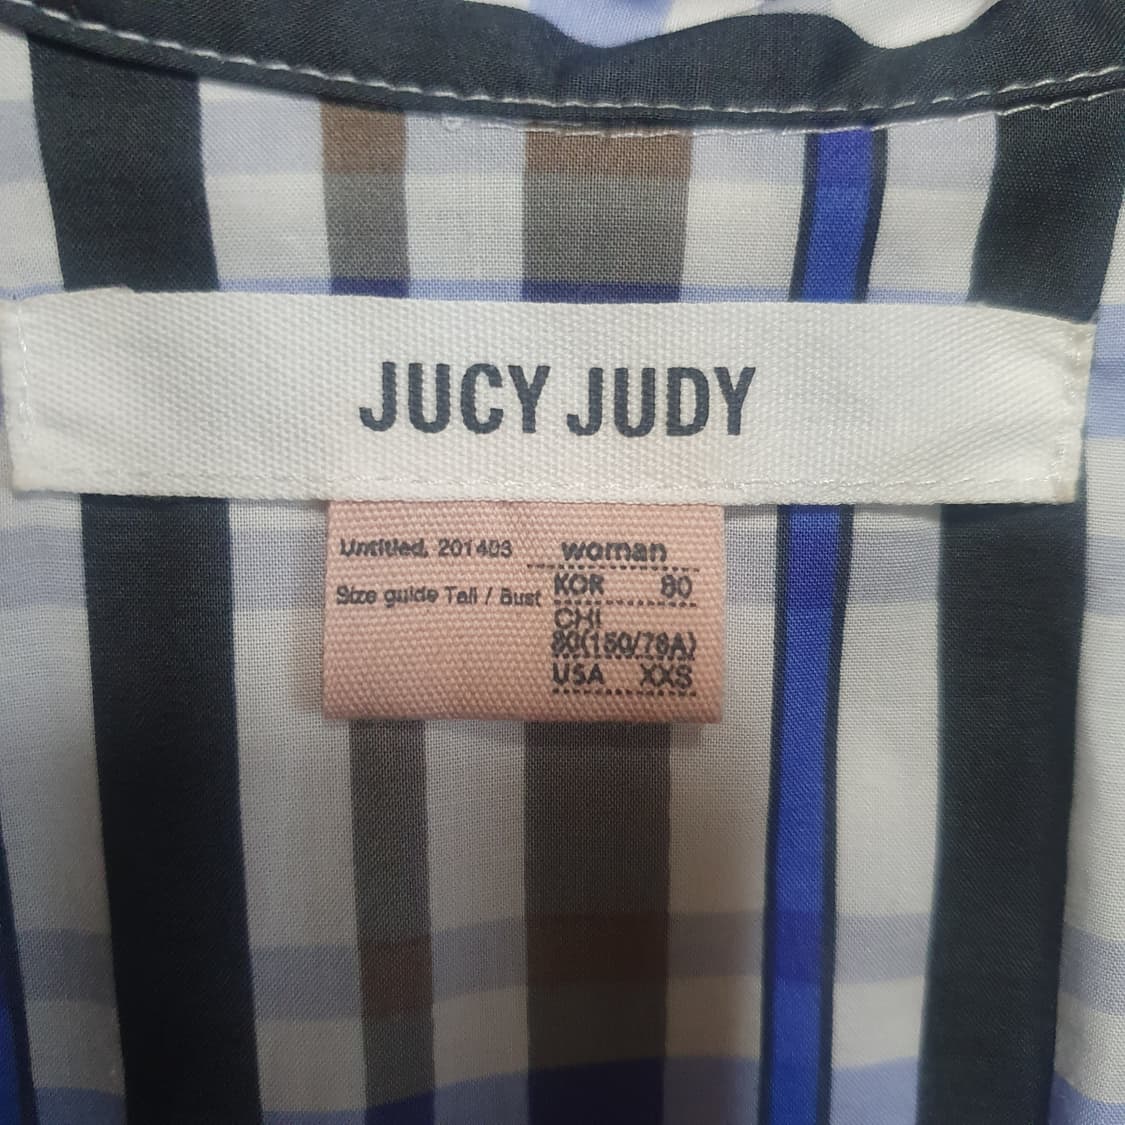 JUCY JUDY
Untitled, 201403
Size guide Tall / Bust
woman
KOR 80
CHI
80(150/76A)
USA XXS